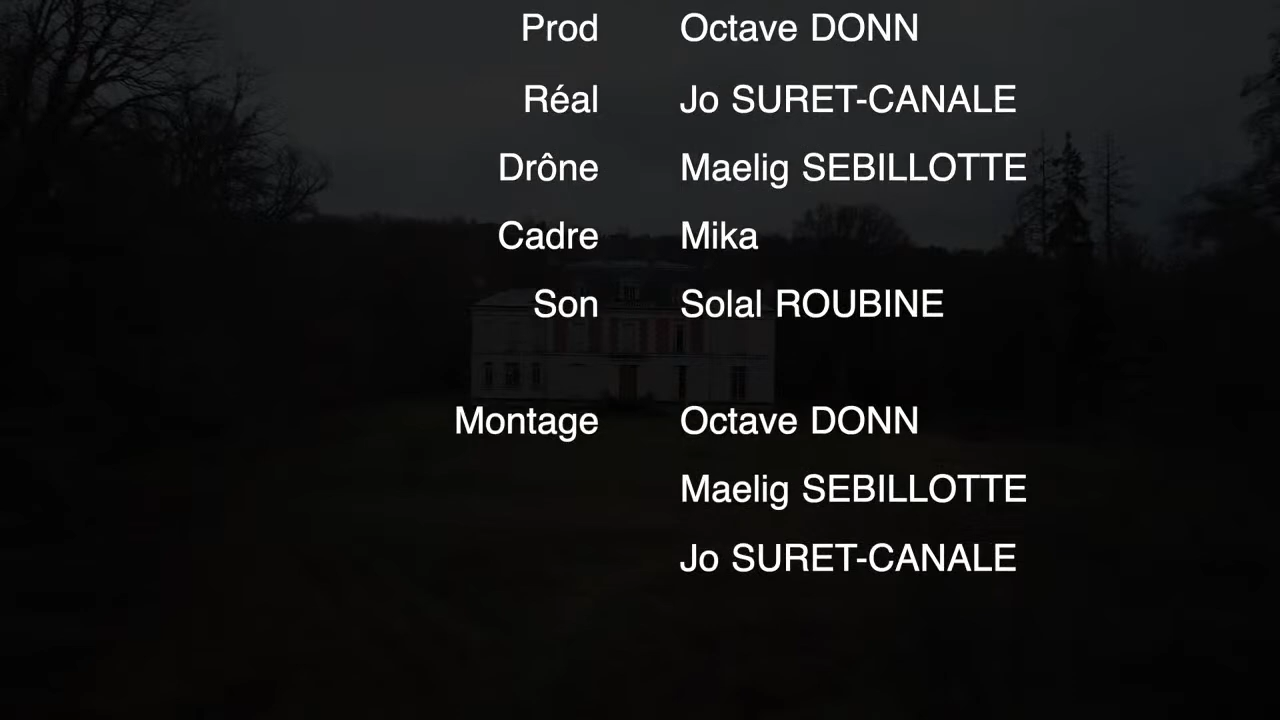 Prod Octave DONN
Réal Jo SURET-CANALE
Drône Maelig SEBILLOTTE
Cadre Mika
Son Solal ROUBINE
Montage Octave DONN
Maelig SEBILLOTTE
Jo SURET-CANALE